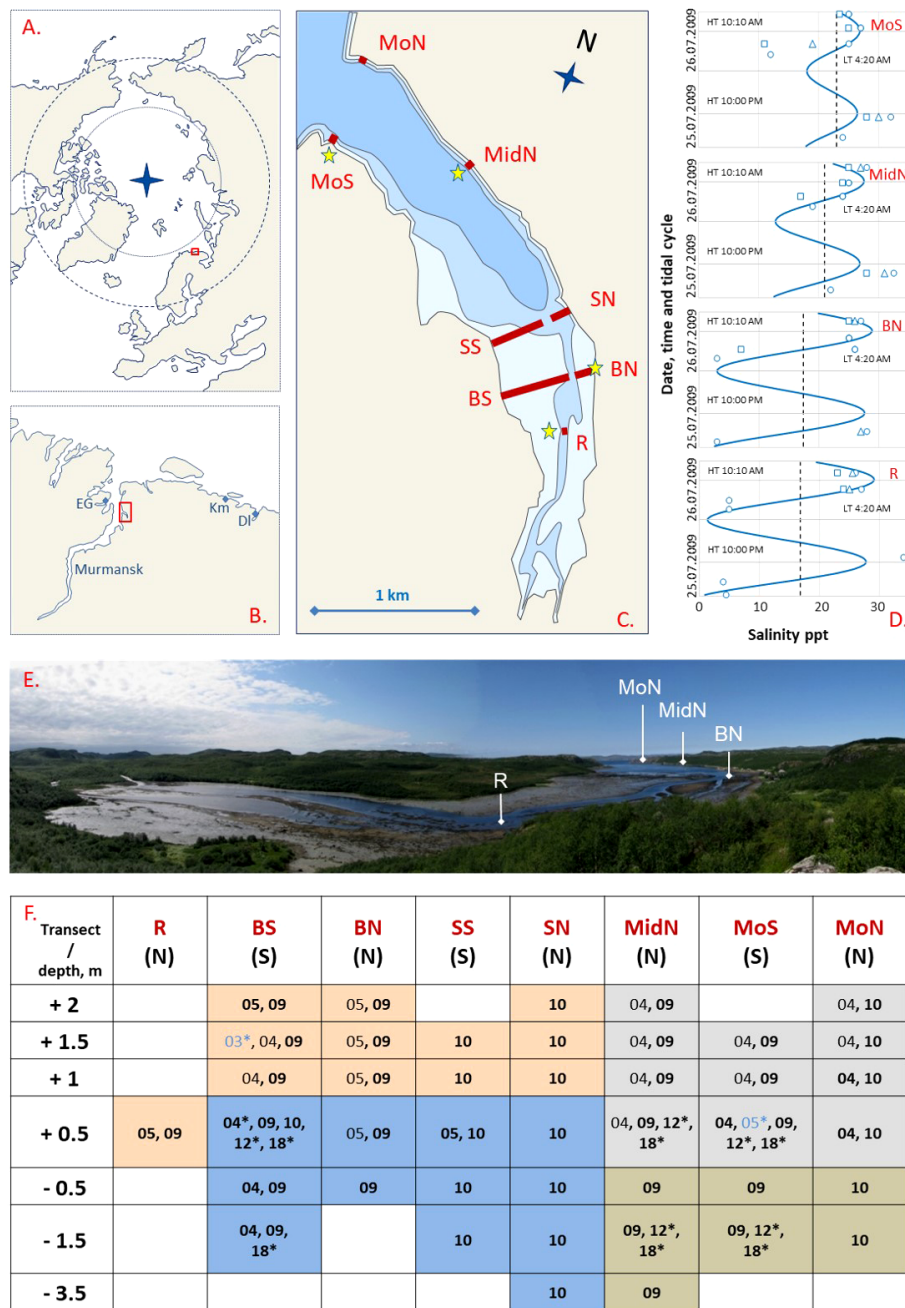 A.
EG
Km
Dl
Murmansk
B.
N
MoN
MidN
MoS
SN
SS
BN
BS
R
1 km
C.
Date, time and tidal cycle
26.07.2009
25.07.2009
HT 10:10 AM
MoS
LT 4:20 AM
HT 10:00 PM
26.07.2009
25.07.2009
HT 10:10 AM
MidN
LT 4:20 AM
HT 10:00 PM
26.07.2009
25.07.2009
HT 10:10 AM
BN
LT 4:20 AM
HT 10:00 PM
26.07.2009
25.07.2009
HT 10:10 AM
R
LT 4:20 AM
HT 10:00 PM
0 10 20 30
Salinity ppt
D.
E.
MoN
MidN
BN
R
F.
Transect / depth, m
R (N)
BS (S)
BN (N)
SS (S)
SN (N)
MidN (N)
MoS (S)
MoN (N)
+ 2
05, 09
05, 09
10
04, 09
04, 10
+ 1.5
03*, 04, 09
05, 09
10
10
04, 09
04, 09
04, 10
+ 1
04, 09
05, 09
10
10
04, 09
04, 09
04, 10
+ 0.5
05, 09
04*, 09, 10,
12*, 18*
05, 09
05, 10
10
04, 09, 12*,
18*
04, 05*, 09,
12*, 18*
04, 10
- 0.5
04, 09
09
10
10
09
09
10
- 1.5
04, 09,
18*
10
10
09, 12*,
18*
09, 12*,
18*
10
- 3.5
10
09